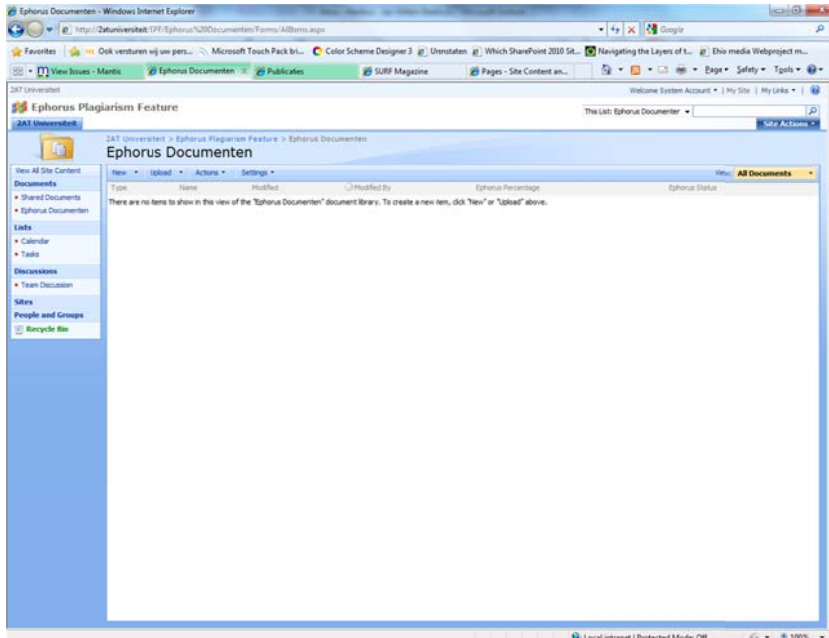 Ephorus Documenten - Windows Internet Explorer
http://2atuniversiteit/EPF/Ephorus%20Documenten/Forms/AllItems.aspx
Google
Favorites
Ook versturen wij uw pers...
Microsoft Touch Pack bri...
Color Scheme Designer 3
Urenstaten
Which SharePoint 2010 Sit...
Navigating the Layers of t...
Ehio media Webproject m...
View Issues - Mantis
Ephorus Documenten
Publicaties
SURF Magazine
Pages - Site Content an...
Page
Safety
Tools
2AT Universiteit
Welcome System Account
My Site
My Links
Ephorus Plagiarism Feature
This List: Ephorus Documenter
2AT Universiteit
Site Actions
2AT Universiteit > Ephorus Plagiarism Feature > Ephorus Documenten
Ephorus Documenten
View All Site Content
New
Upload
Actions
Settings
View: All Documents
Type
Name
Modified
Modified By
Ephorus Percentage
Ephorus Status
There are no items to show in this view of the "Ephorus Documenten" document library. To create a new item, click "New" or "Upload" above.
Documents
Shared Documents
Ephorus Documenten
Lists
Calendar
Tasks
Discussions
Team Discussion
Sites
People and Groups
Recycle Bin
Local intranet | Protected Mode: Off
100%